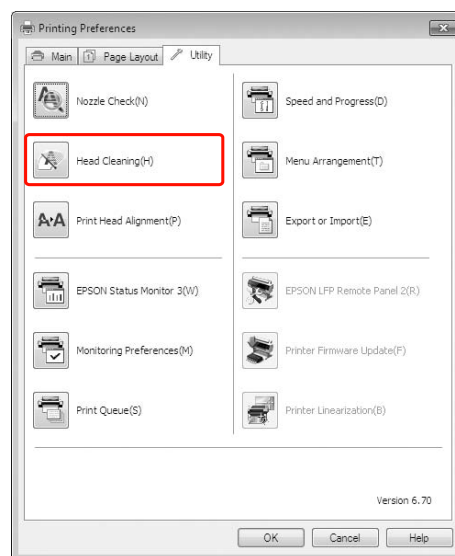 Printing Preferences
Main Page Layout Utility
Nozzle Check(N)
Speed and Progress(D)
Head Cleaning(H)
Menu Arrangement(T)
Print Head Alignment(P)
Export or Import(E)
EPSON Status Monitor 3(W)
EPSON LFP Remote Panel 2(R)
Monitoring Preferences(M)
Printer Firmware Update(F)
Print Queue(S)
Printer Linearization(B)
Version 6.70
OK Cancel Help